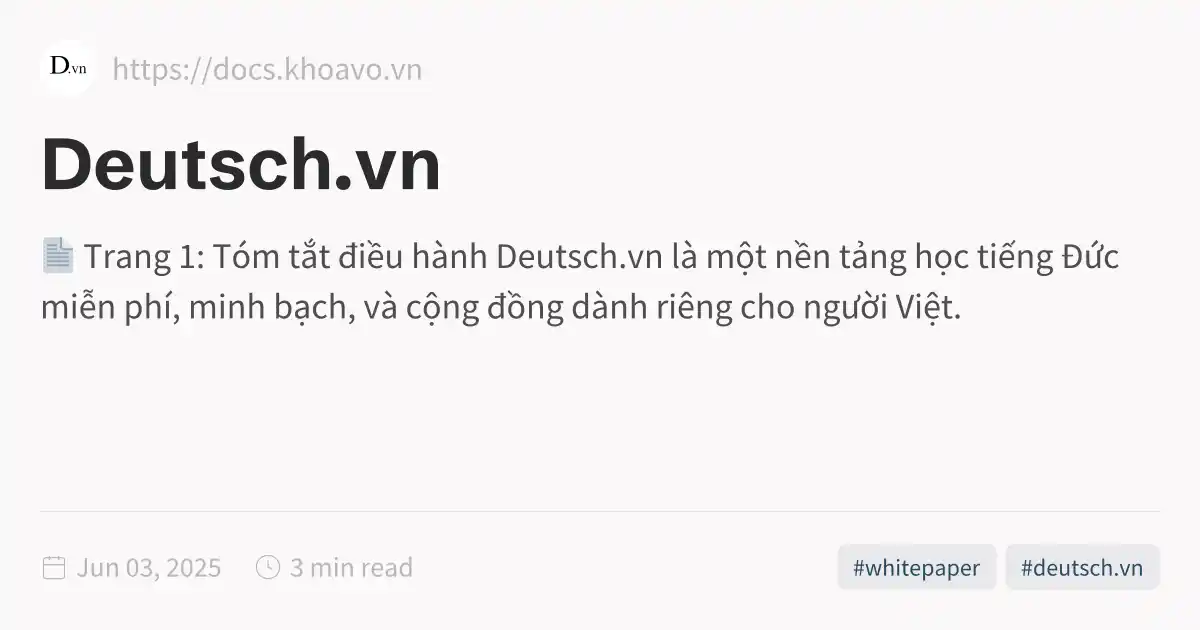 D.vn https://docs.khoavo.vn
Deutsch.vn
Trang 1: Tóm tắt điều hành Deutsch.vn là một nền tảng học tiếng Đức
miễn phí, minh bạch, và cộng đồng dành riêng cho người Việt.
Jun 03, 2025 3 min read #whitepaper #deutsch.vn